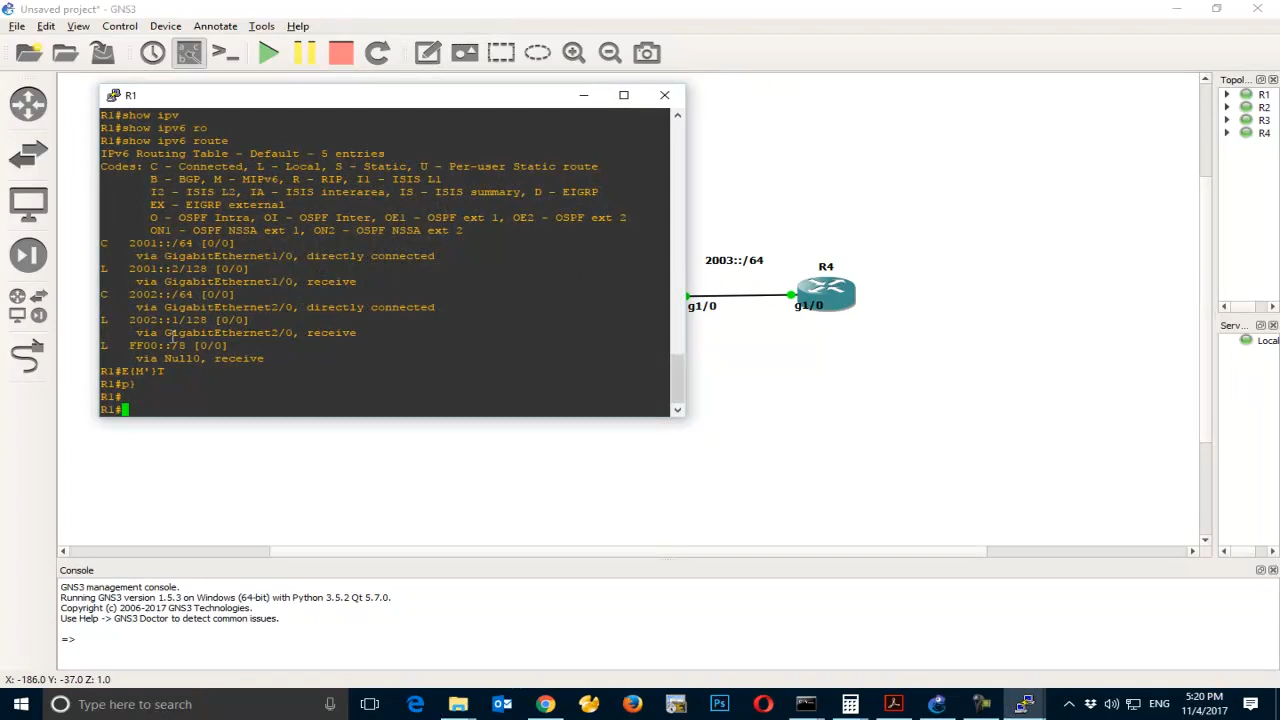 Unsaved project* - GNS3
File Edit View Control Device Annotate Tools Help
R1
R1#show ipv
R1#show ipv6 ro
R1#show ipv6 route
IPv6 Routing Table - Default - 5 entries
Codes: C - Connected, L - Local, S - Static, U - Per-user Static route
B - BGP, M - MIPv6, R - RIP, I1 - ISIS L1
I2 - ISIS L2, IA - ISIS interarea, IS - ISIS summary, D - EIGRP
EX - EIGRP external
O - OSPF Intra, OI - OSPF Inter, OE1 - OSPF ext 1, OE2 - OSPF ext 2
ON1 - OSPF NSSA ext 1, ON2 - OSPF NSSA ext 2
C 2001::/64 [0/0]
via GigabitEthernet1/0, directly connected
L 2001::2/128 [0/0]
via GigabitEthernet1/0, receive
C 2002::/64 [0/0]
via GigabitEthernet2/0, directly connected
L 2002::1/128 [0/0]
via GigabitEthernet2/0, receive
L FF00::/8 [0/0]
via Null0, receive
R1#E{M'}T
R1#p}
R1#
R1#
2003::/64
R4
g1/0
g1/0
Topol...
R1
R2
R3
R4
Serv...
Local
Console
GNS3 management console.
Running GNS3 version 1.5.3 on Windows (64-bit) with Python 3.5.2 Qt 5.7.0.
Copyright (c) 2006-2017 GNS3 Technologies.
Use Help -> GNS3 Doctor to detect common issues.
=>
X: -186.0 Y: -37.0 Z: 1.0
Type here to search
Ps
ENG
5:20 PM
11/4/2017